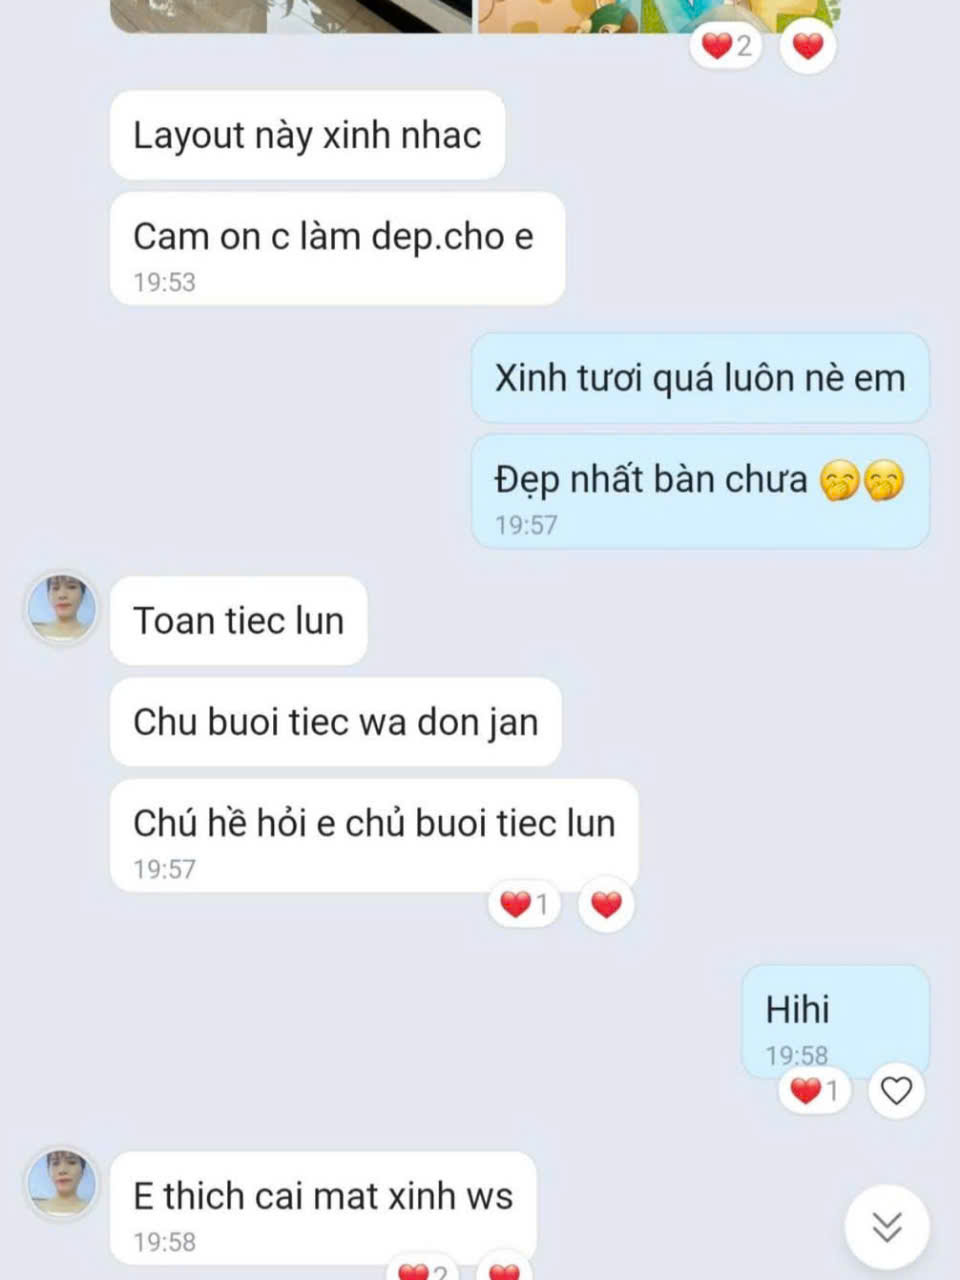 2
Layout này xinh nhac
Cam on c làm dep.cho e
19:53
Xinh tươi quá luôn nè em
Đẹp nhất bàn chưa 🤭🤭
19:57
Toan tiec lun
Chu buoi tiec wa don jan
Chú hề hỏi e chủ buoi tiec lun
19:57
1
Hihi
19:58
1
E thich cai mat xinh ws
19:58
2